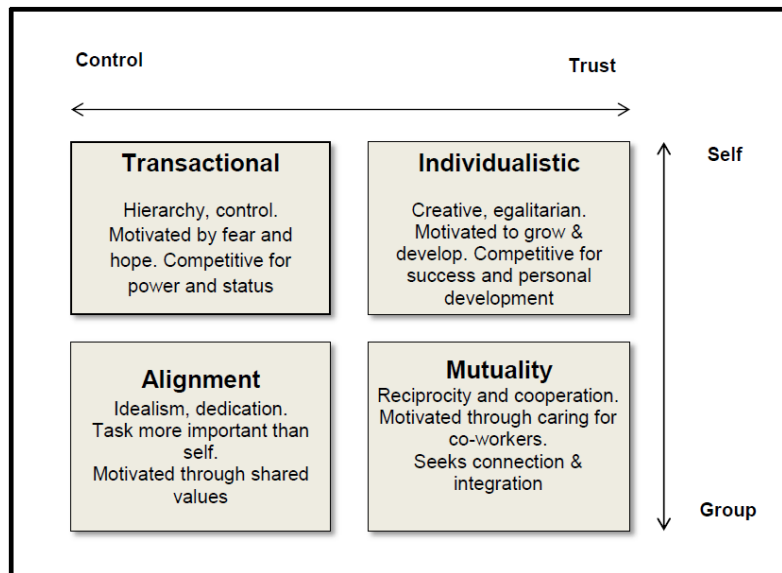 Control
Trust
Transactional
Hierarchy, control.
Motivated by fear and
hope. Competitive for
power and status
Individualistic
Creative, egalitarian.
Motivated to grow &
develop. Competitive for
success and personal
development
Self
Alignment
Idealism, dedication.
Task more important than
self.
Motivated through shared
values
Mutuality
Reciprocity and cooperation.
Motivated through caring for
co-workers.
Seeks connection &
integration
Group